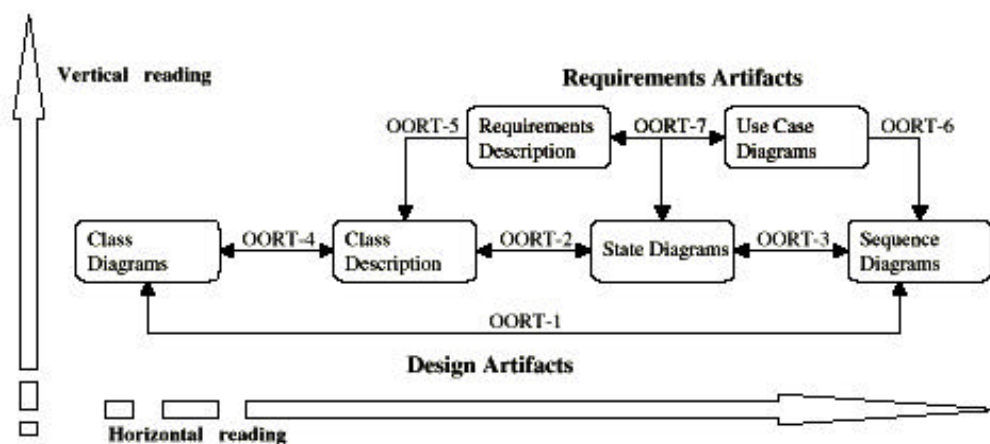 Vertical reading
Requirements Artifacts
OORT-5
Requirements
Description
OORT-7
Use Case
Diagrams
OORT-6
Class
Diagrams
OORT-4
Class
Description
OORT-2
State Diagrams
OORT-3
Sequence
Diagrams
OORT-1
Design Artifacts
Horizontal reading